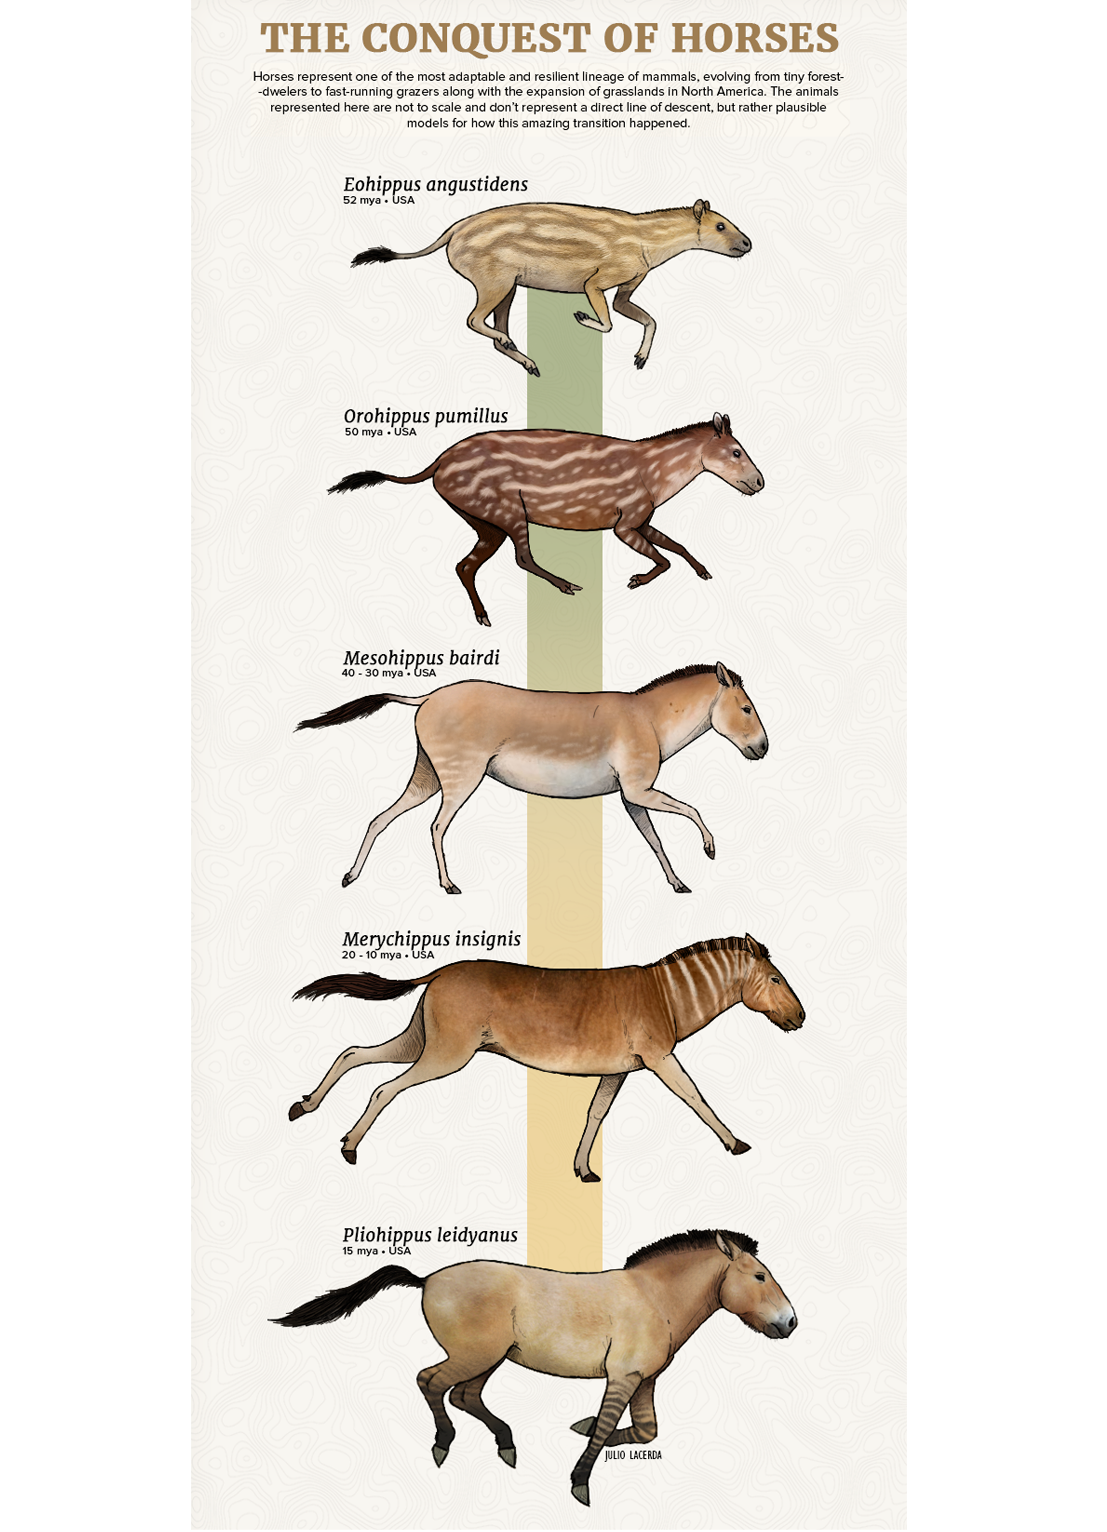 THE CONQUEST OF HORSES
Horses represent one of the most adaptable and resilient lineage of mammals, evolving from tiny forest-
-dwelers to fast-running grazers along with the expansion of grasslands in North America. The animals
represented here are not to scale and don't represent a direct line of descent, but rather plausible
models for how this amazing transition happened.
Eohippus angustidens
52 mya • USA
Orohippus pumillus
50 mya • USA
Mesohippus bairdi
40 - 30 mya • USA
Merychippus insignis
20 - 10 mya • USA
Pliohippus leidyanus
15 mya • USA
JULIO LACERDA